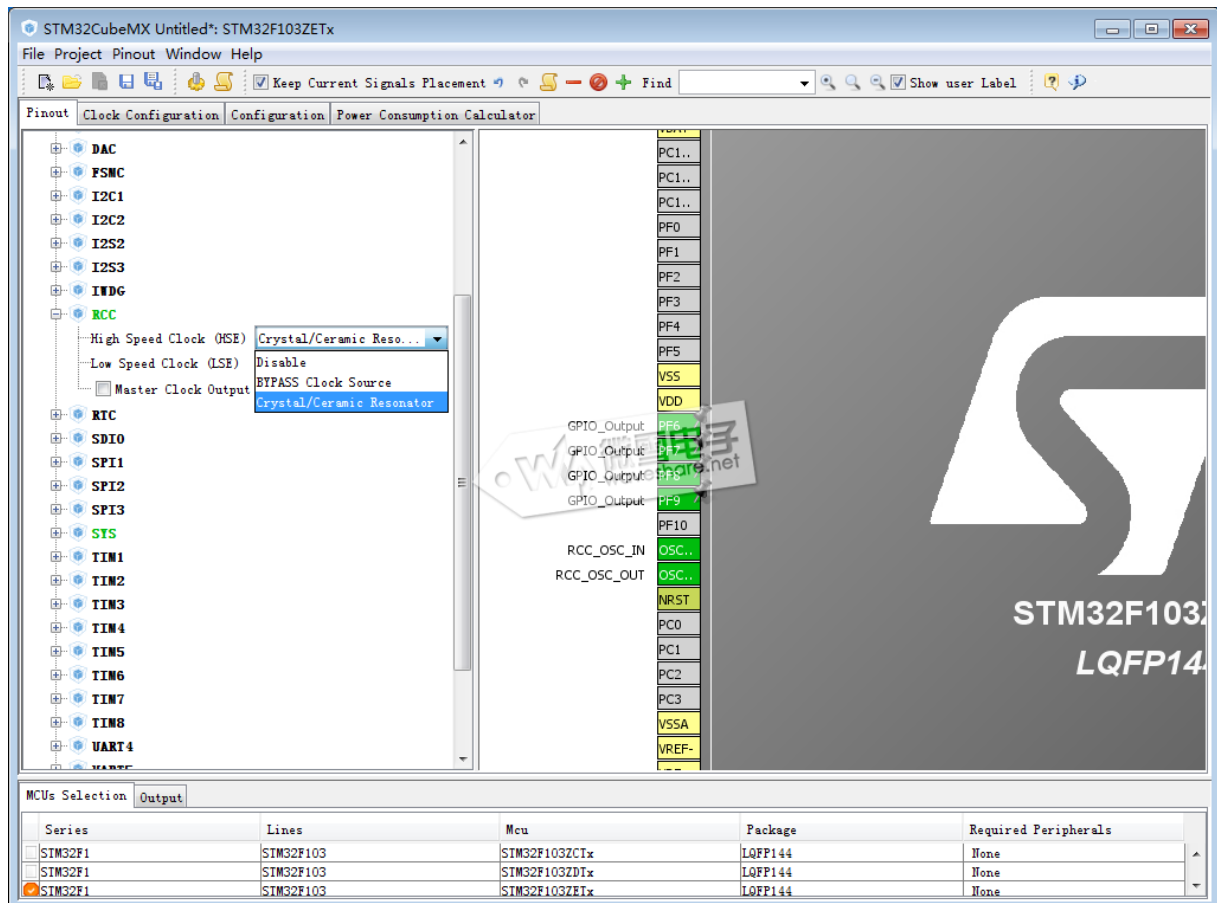 STM32CubeMX Untitled*: STM32F103ZETx
File Project Pinout Window Help
Keep Current Signals Placement Find Show user Label
Pinout Clock Configuration Configuration Power Consumption Calculator
DAC
FSMC
I2C1
I2C2
I2S2
I2S3
IWDG
RCC
High Speed Clock (HSE) Crystal/Ceramic Reso...
Low Speed Clock (LSE) Disable
BYPASS Clock Source
Master Clock Output Crystal/Ceramic Resonator
RTC
SDIO
SPI1
SPI2
SPI3
SYS
TIM1
TIM2
TIM3
TIM4
TIM5
TIM6
TIM7
TIM8
UART4
PC1..
PC1..
PC1..
PF0
PF1
PF2
PF3
PF4
PF5
VSS
VDD
GPIO_Output PF6
GPIO_Output PF7
GPIO_Output PF8
GPIO_Output PF9
PF10
RCC_OSC_IN OSC..
RCC_OSC_OUT OSC..
NRST
PC0
PC1
PC2
PC3
VSSA
VREF-
STM32F103Z
LQFP144
MCUs Selection Output
Series Lines Mcu Package Required Peripherals
STM32F1 STM32F103 STM32F103ZCTx LQFP144 None
STM32F1 STM32F103 STM32F103ZDTx LQFP144 None
STM32F1 STM32F103 STM32F103ZETx LQFP144 None